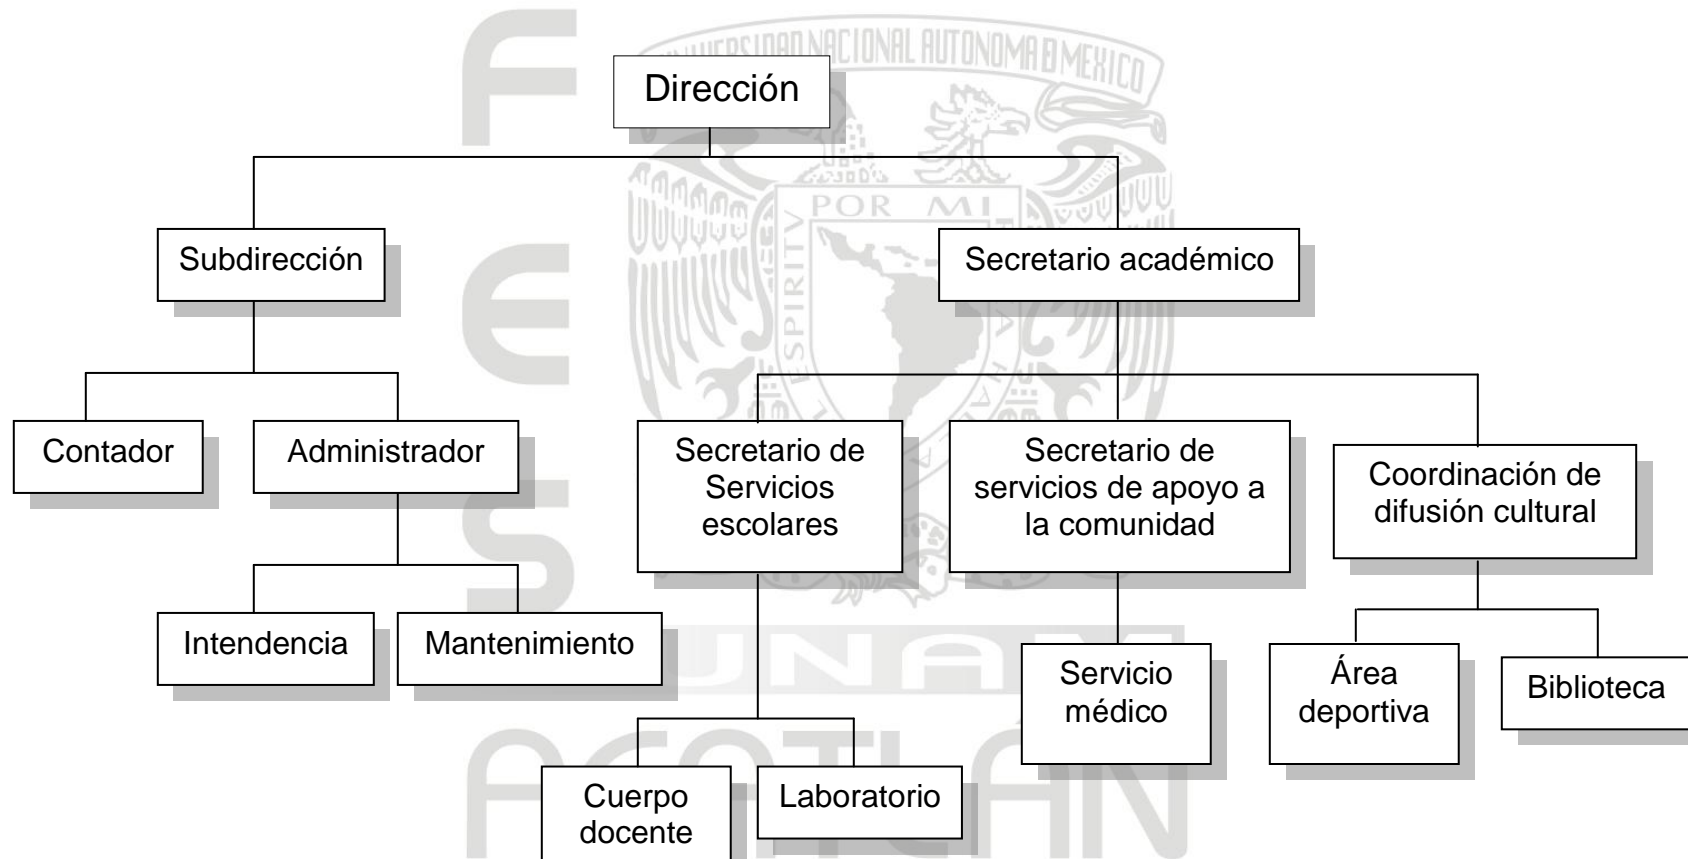 UNIVERSIDAD NACIONAL AUTONOMA D MEXICO
Dirección
POR MI
ESPIRITV
Subdirección
Secretario académico
Contador
Administrador
Secretario de
Servicios
escolares
Secretario de
servicios de apoyo a
la comunidad
Coordinación de
difusión cultural
Intendencia
Mantenimiento
Servicio
médico
Área
deportiva
Biblioteca
Cuerpo
docente
Laboratorio
FES
UNAM
ACATLÁN